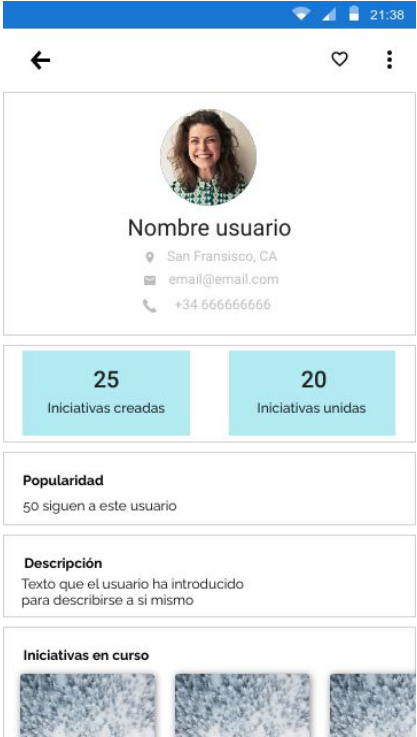 21:38
Nombre usuario
San Fransisco, CA
email@email.com
+34 666666666
25
Iniciativas creadas
20
Iniciativas unidas
Popularidad
50 siguen a este usuario
Descripción
Texto que el usuario ha introducido
para describirse a si mismo
Iniciativas en curso